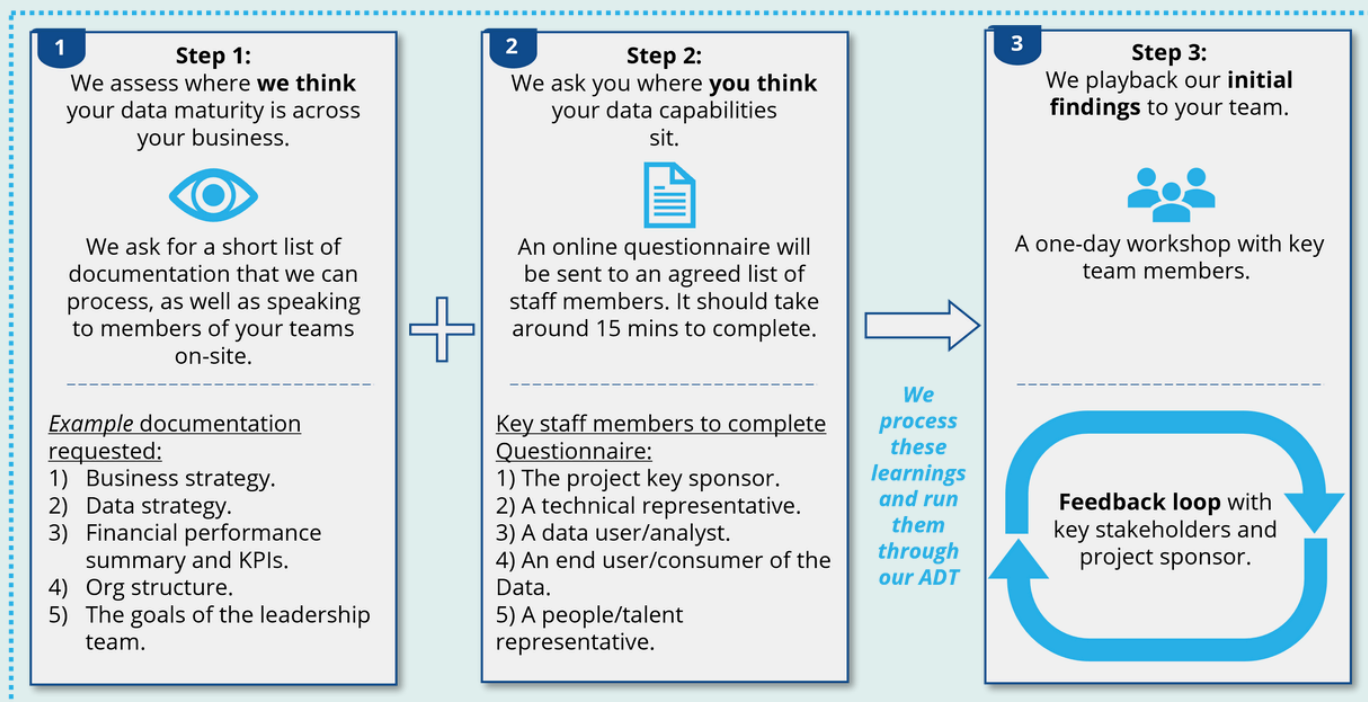 1
Step 1:
We assess where we think
your data maturity is across
your business.
We ask for a short list of
documentation that we can
process, as well as speaking
to members of your teams
on-site.
Example documentation
requested:
1) Business strategy.
2) Data strategy.
3) Financial performance
summary and KPIs.
4) Org structure.
5) The goals of the leadership
team.
2
Step 2:
We ask you where you think
your data capabilities
sit.
An online questionnaire will
be sent to an agreed list of
staff members. It should take
around 15 mins to complete.
Key staff members to complete
Questionnaire:
1) The project key sponsor.
2) A technical representative.
3) A data user/analyst.
4) An end user/consumer of the
Data.
5) A people/talent
representative.
We
process
these
learnings
and run
them
through
our ADT
3
Step 3:
We playback our initial
findings to your team.
A one-day workshop with key
team members.
Feedback loop with
key stakeholders and
project sponsor.